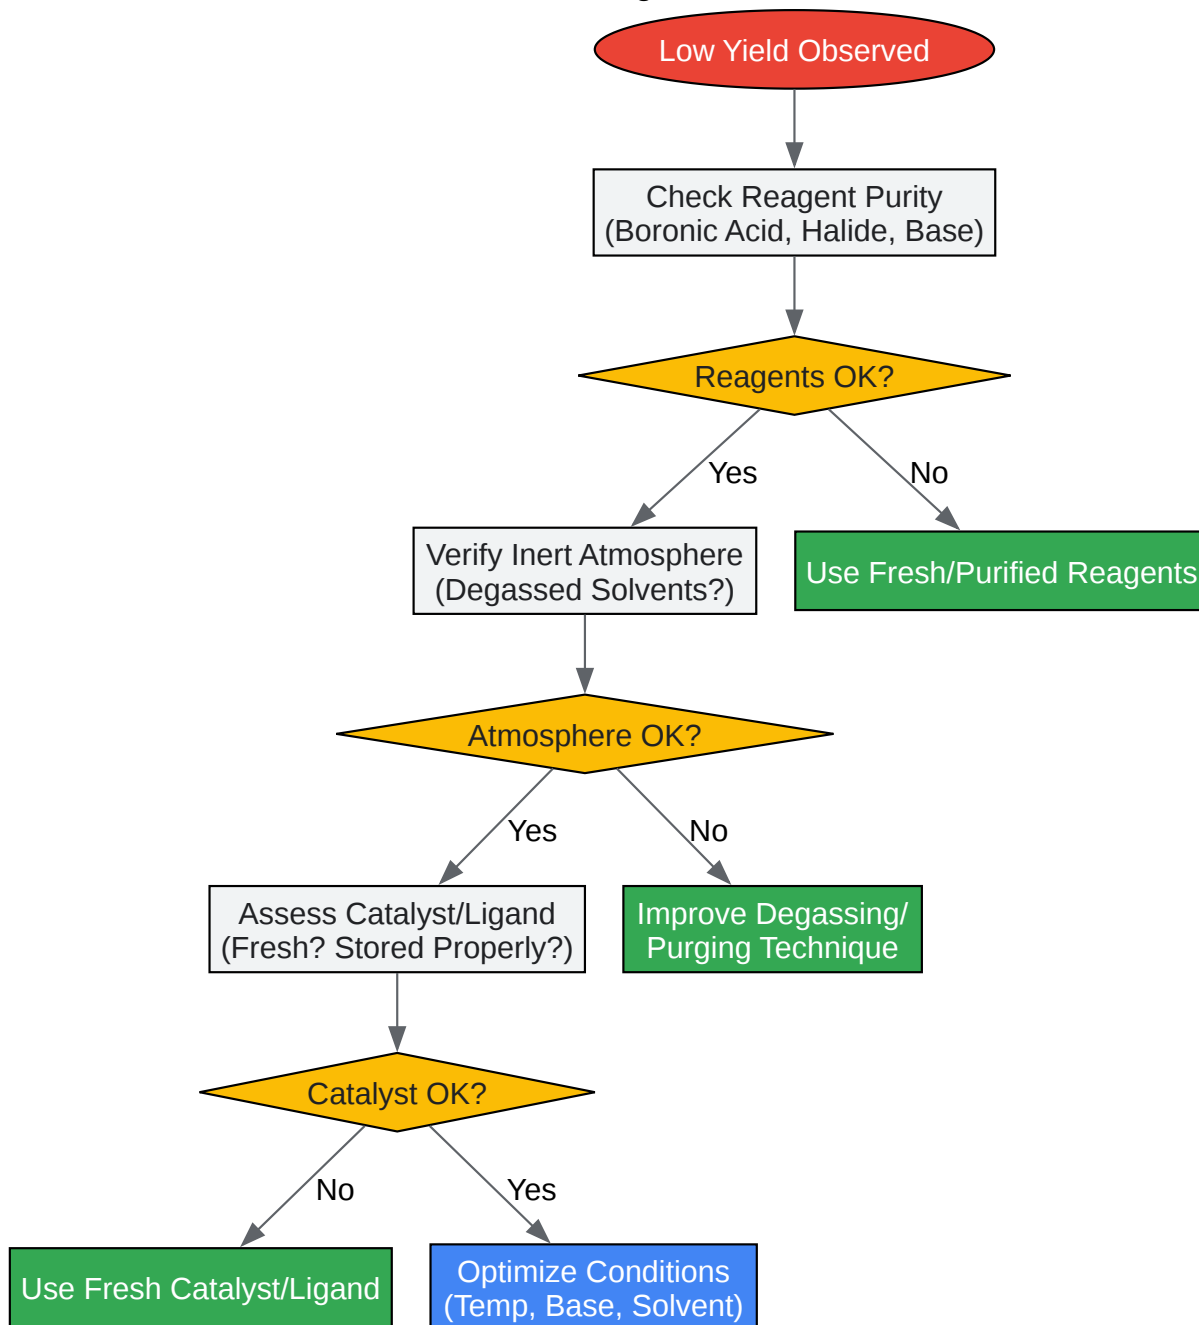 Low Yield Observed
Check Reagent Purity
(Boronic Acid, Halide, Base)
Reagents OK?
Yes
No
Verify Inert Atmosphere
(Degassed Solvents?)
Use Fresh/Purified Reagents
Atmosphere OK?
Yes
No
Assess Catalyst/Ligand
(Fresh? Stored Properly?)
Improve Degassing/
Purging Technique
Catalyst OK?
No
Yes
Use Fresh Catalyst/Ligand
Optimize Conditions
(Temp, Base, Solvent)